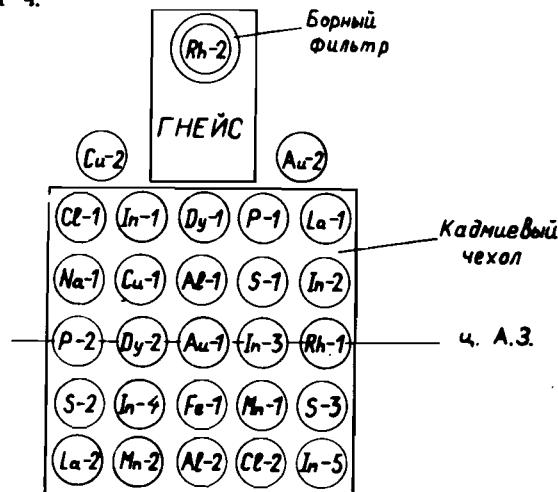 ч.
Борный
фильтр
Rh-2
ГНЕЙС
Cu-2 Au-2
Cl-1 In-1 Dy-1 P-1 La-1
Кадмиевый
чехол
Na-1 Cu-1 Al-1 S-1 In-2
P-2 Dy-2 Au-1 In-3 Rh-1 ц. А.З.
S-2 In-4 Fe-1 Mn-1 S-3
La-2 Mn-2 Al-2 Cl-2 In-5